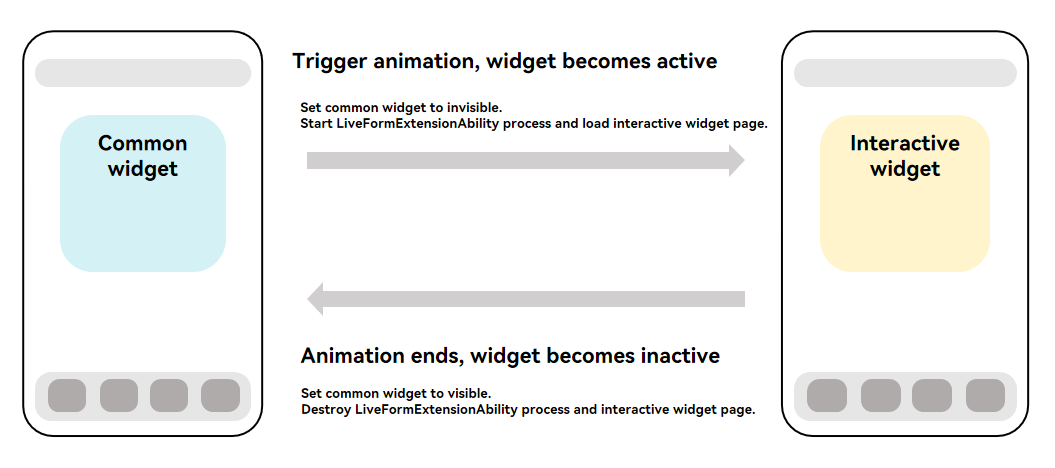 Common
widget
Trigger animation, widget becomes active
Set common widget to invisible.
Start LiveFormExtensionAbility process and load interactive widget page.
Interactive
widget
Animation ends, widget becomes inactive
Set common widget to visible.
Destroy LiveFormExtensionAbility process and interactive widget page.